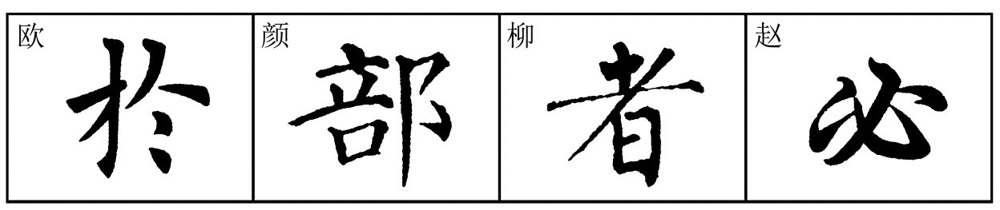 欧 於 颜 部 柳 者 赵 必